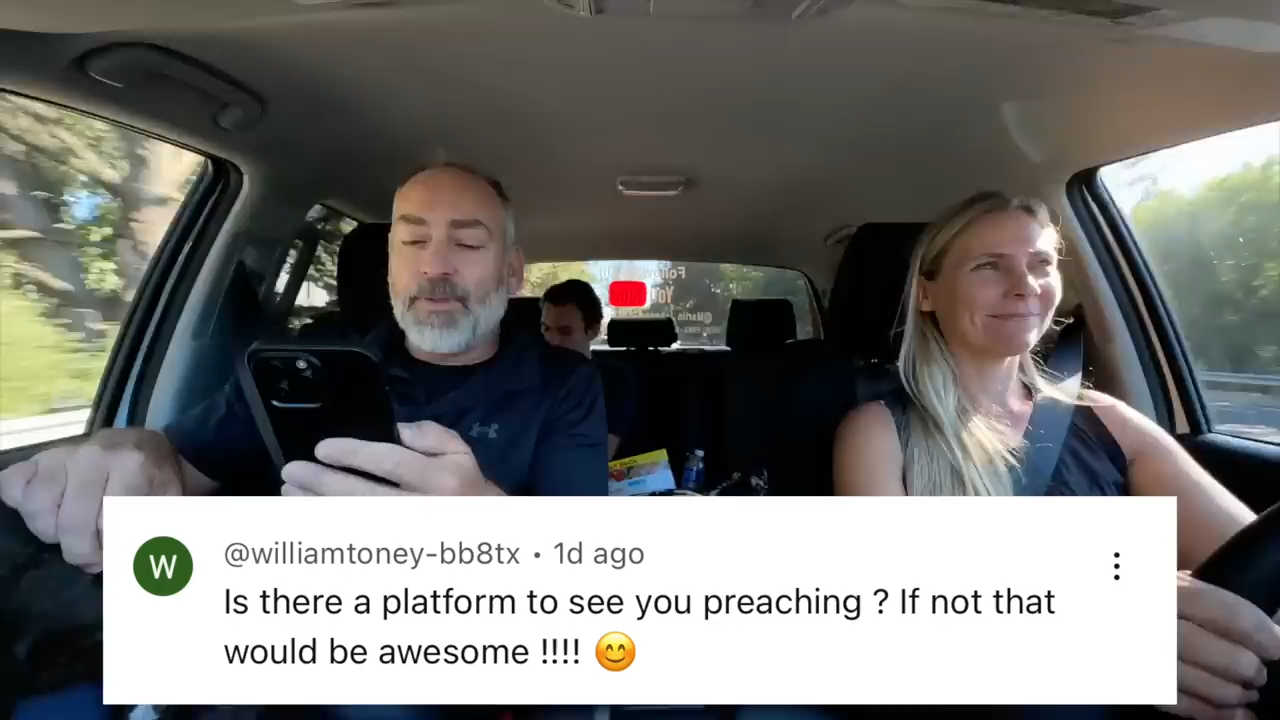 W
@williamtoney-bb8tx • 1d ago
Is there a platform to see you preaching ? If not that
would be awesome !!!! 😊